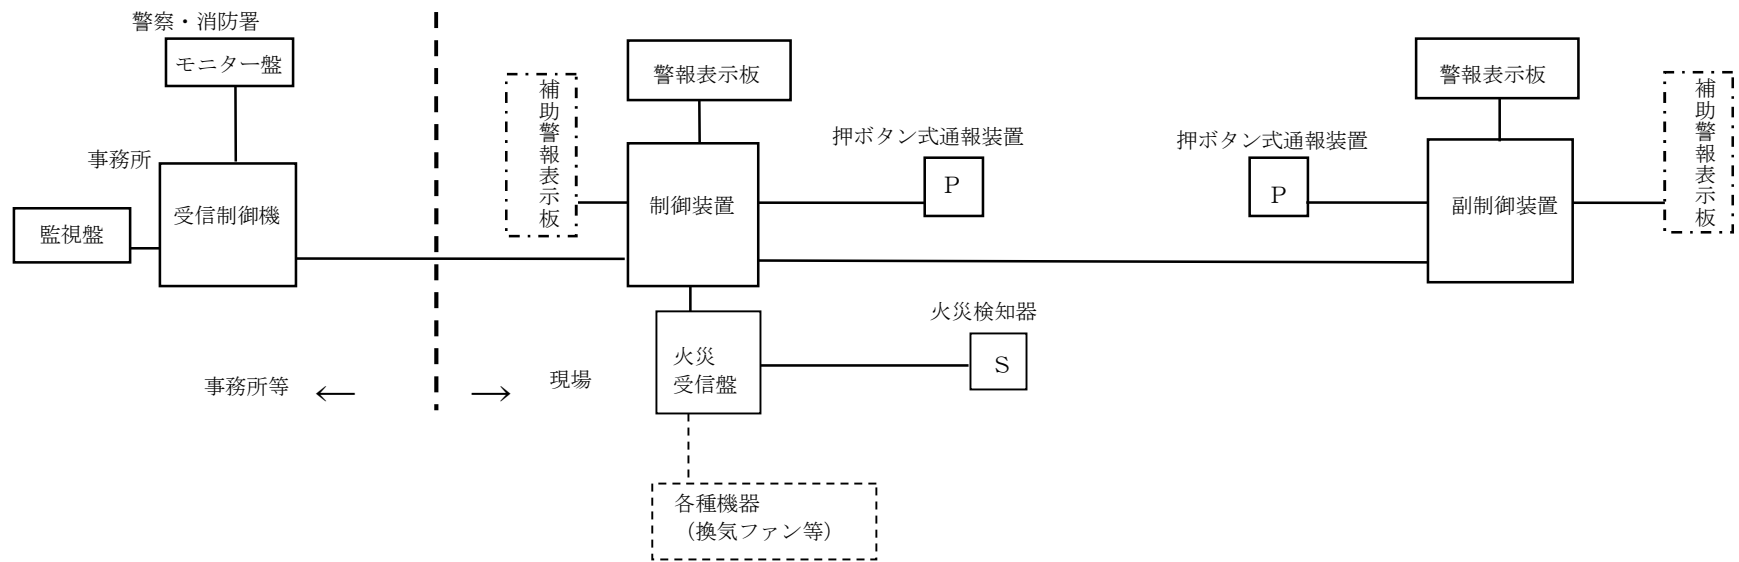 警察・消防署
モニター盤
事務所
受信制御機
監視盤
事務所等
←
→
現場
補助警報表示板
警報表示板
制御装置
押ボタン式通報装置
P
火災
受信盤
火災検知器
S
各種機器
（換気ファン等）
押ボタン式通報装置
P
警報表示板
副制御装置
補助警報表示板